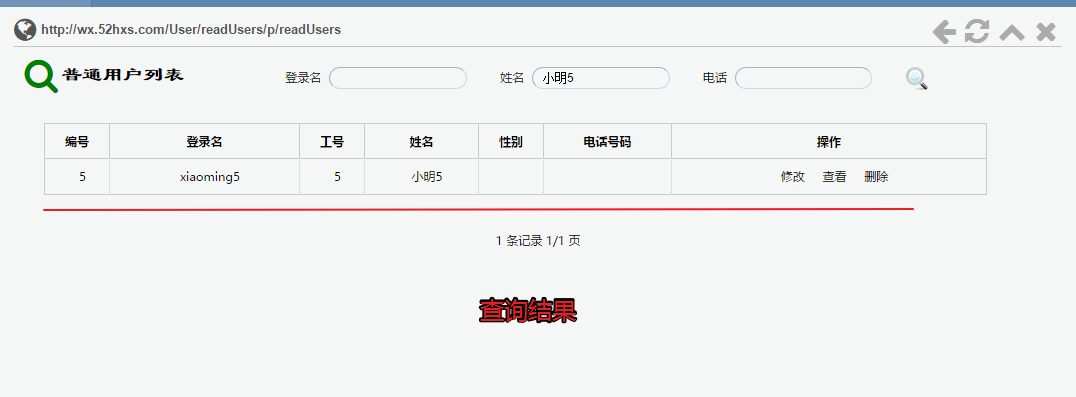 http://wx.52hxs.com/User/readUsers/p/readUsers
普通用户列表 登录名 姓名 小明5 电话
编号 登录名 工号 姓名 性别 电话号码 操作
5 xiaoming5 5 小明5 修改 查看 删除
1 条记录 1/1 页
查询结果